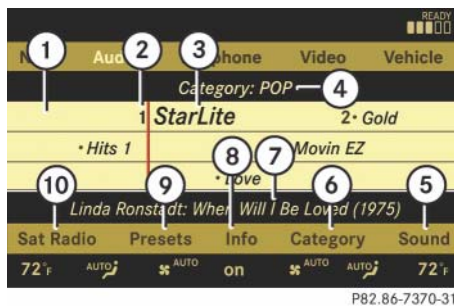 READY
1 2 3
Audio phone Video Vehicle
Category: POP 4
1 StarLite 2• Gold
• Hits 1 8 7 Movin EZ
10 9 • Love 6 5
Linda Ronstadt: When Will I Be Loved (1975)
Sat Radio Presets Info Category Sound
72°F AUTO AUTO on AUTO AUTO 72°F
P82.86-7370-31